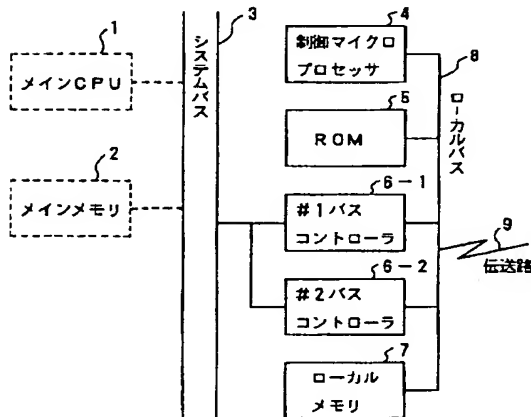 1
メインCPU
2
メインメモリ
システムバス
3
4
制御マイクロ
プロセッサ
5
ROM
6-1
#1バス
コントローラ
6-2
#2バス
コントローラ
7
ローカル
メモリ
8
ローカルバス
9
伝送路